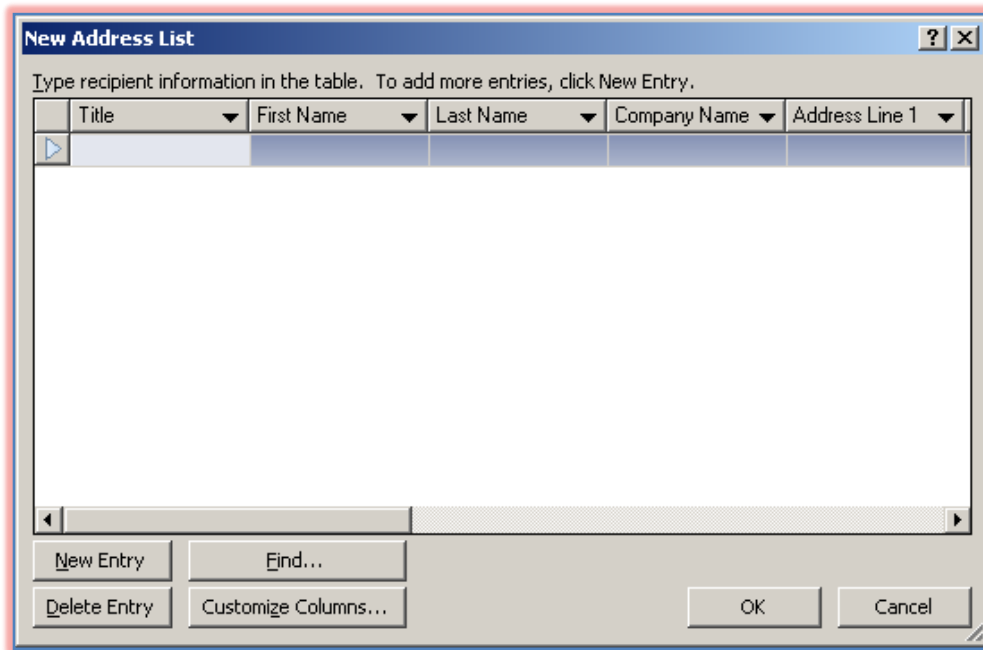 New Address List
Type recipient information in the table. To add more entries, click New Entry.
Title First Name Last Name Company Name Address Line 1
New Entry Find...
Delete Entry Customize Columns... OK Cancel